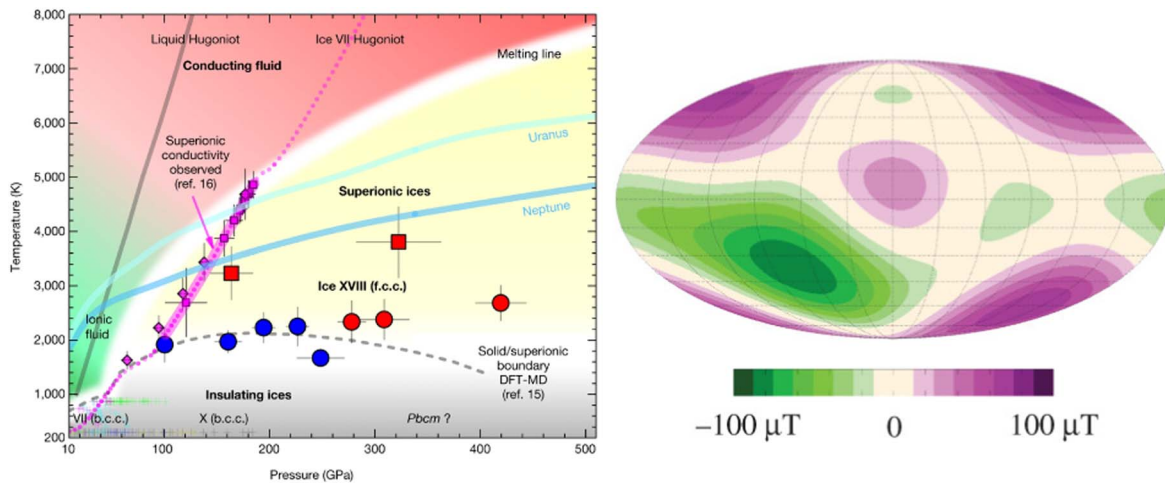 8,000
7,000
6,000
5,000
4,000
3,000
2,000
1,000
200
Temperature (K)
Liquid Hugoniot
Ice VII Hugoniot
Conducting fluid
Melting line
Superionic
conductivity
observed
(ref. 16)
Uranus
Superionic ices
Neptune
Ice XVIII (f.c.c.)
Ionic
fluid
Solid/superionic
boundary
DFT-MD
(ref. 15)
Insulating ices
VII (b.c.c.)
X (b.c.c.)
Pbcm ?
10
100
200
300
400
500
Pressure (GPa)
−100 μT
0
100 μT